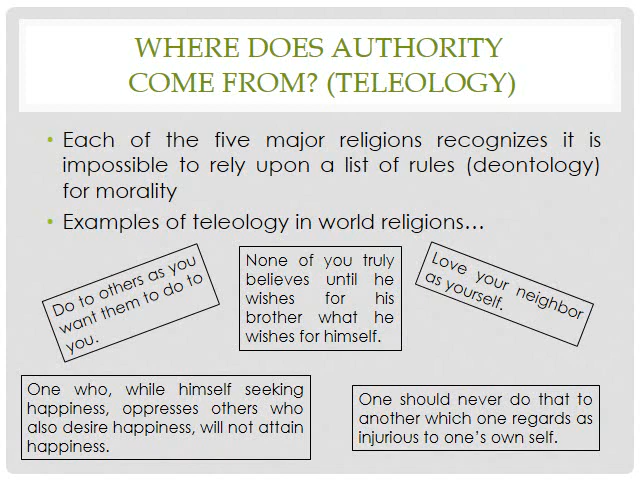 WHERE DOES AUTHORITY
COME FROM? (TELEOLOGY)
• Each of the five major religions recognizes it is
impossible to rely upon a list of rules (deontology)
for morality
• Examples of teleology in world religions…
Do to others as you
want them to do to
you.
None of you truly
believes until he
wishes for his
brother what he
wishes for himself.
Love your neighbor
as yourself.
One who, while himself seeking
happiness, oppresses others who
also desire happiness, will not attain
happiness.
One should never do that to
another which one regards as
injurious to one’s own self.